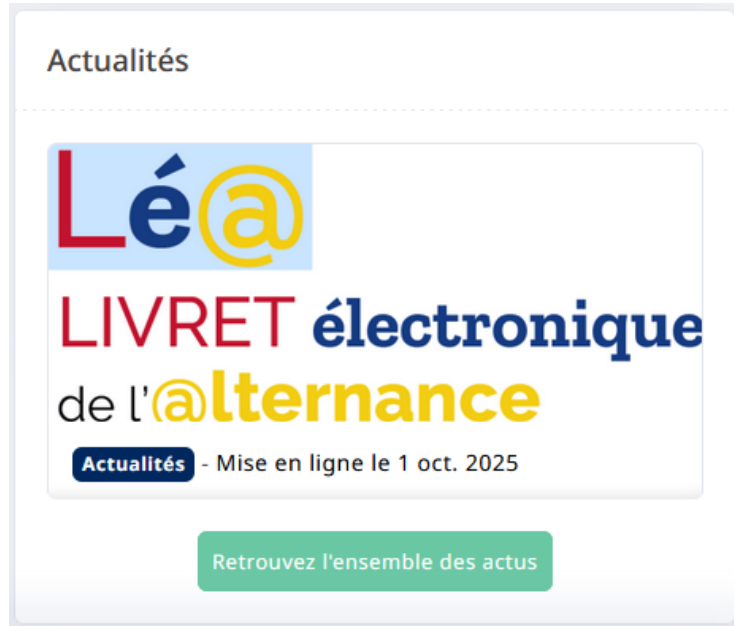 Actualités
Lé@
LIVRET électronique
de l'@lternance
Actualités - Mise en ligne le 1 oct. 2025
Retrouvez l'ensemble des actus